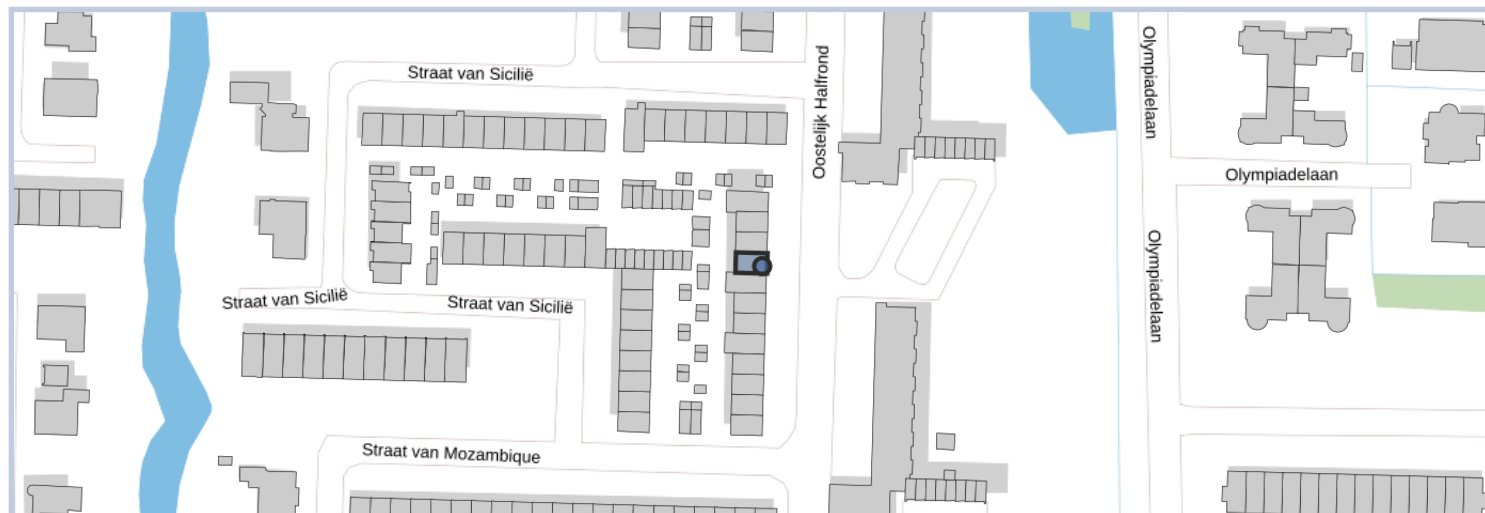 Straat van Sicilië
Oostelijk Halfrond
Olympiadelaan
Olympiadelaan
Olympiadelaan
Straat van Sicilië
Straat van Sicilië
Straat van Mozambique